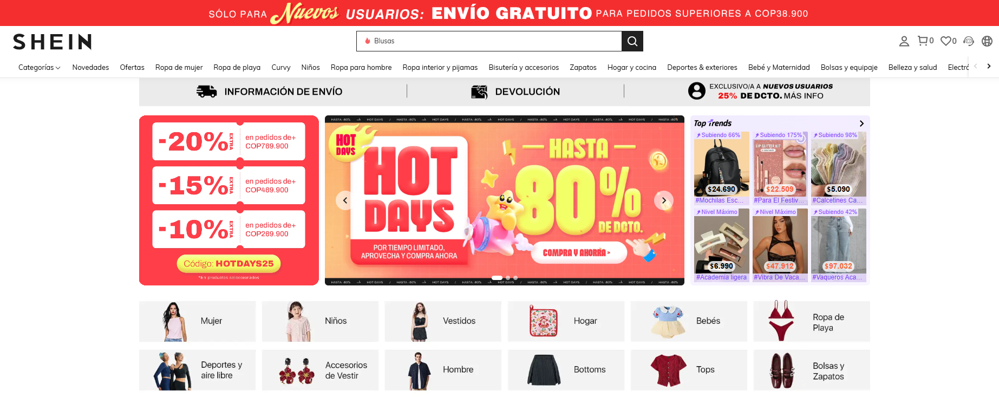 SÓLO PARA Nuevos USUARIOS: ENVÍO GRATUITO PARA PEDIDOS SUPERIORES A COP38.900
SHEIN
Blusas
0
0
Categorías
Novedades
Ofertas
Ropa de mujer
Ropa de playa
Curvy
Niños
Ropa para hombre
Ropa interior y pijamas
Bisutería y accesorios
Zapatos
Hogar y cocina
Deportes & exteriores
Bebé y Maternidad
Bolsas y equipaje
Belleza y salud
Electró
INFORMACIÓN DE ENVÍO
DEVOLUCIÓN
EXCLUSIVO/A A NUEVOS USUARIOS
25% DE DCTO. MÁS INFO
-20% EXTRA
en pedidos de+
COP769.900
-15% EXTRA
en pedidos de+
COP469.900
-10% EXTRA
en pedidos de+
COP269.900
Código: HOTDAYS25
*En productos seleccionados
HASTA -80% HOT DAYS / HASTA -80% HOT DAYS / HASTA -80% HOT DAYS / HASTA -80% HOT DAYS / HASTA -80% HOT DAYS / HASTA -80%
HOT
DAYS
HOT
DAYS
POR TIEMPO LIMITADO,
APROVECHA Y COMPRA AHORA
HASTA
80%
DE DCTO.
COMPRA Y AHORRA >
HASTA -80% HOT DAYS / HASTA -80% HOT DAYS / HASTA -80% HOT DAYS / HASTA -80% HOT DAYS / HASTA -80% HOT DAYS / HASTA -80%
Top Trends
Subiendo 66%
$24.690
#Mochilas Esc...
Subiendo 175%
LIP GLITTER KIT
$22.509
#Para El Festiv...
Subiendo 98%
$5.090
#Calcetines Ca...
Nivel Máximo
$6.990
#Academia ligera
Nivel Máximo
$47.912
#Vibra De Vaca...
Subiendo 42%
$97.032
#Vaqueros Aca...
Mujer
Niños
Vestidos
Hogar
Bebés
Ropa de
Playa
Deportes y
aire libre
Accesorios
de Vestir
Hombre
Bottoms
Tops
Bolsas y
Zapatos